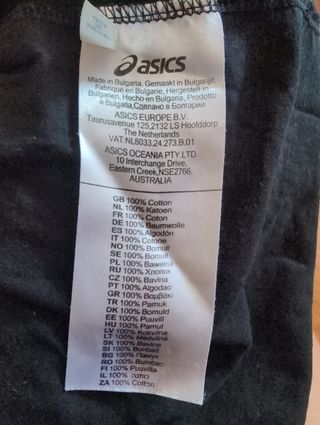 asics
Made in Bulgaria, Gemaakt in Bulgarije,
Fabrique en Bulgarie, Hergestelt in
Bulgarien, Hecho en Bulgaria, Prodotto
a Bulgaria,Сделано в Болгарии
ASICS EUROPE B.V.
Taurusavenue 125,2132 LS Hoofddorp
The Netherlands
VAT:NL8033.24.273.B.01
ASICS OCEANIA PTY.LTD.
10 Interchange Drive,
Eastern Creek,NSE2766,
AUSTRALIA
GB 100% Cotton
NL 100% Katoen
FR 100% Coton
DE 100% Baumwolle
ES 100% Algodón
IT 100% Cotone
NO 100% Bomull
SE 100% Bomull
PL 100% Bawełna
RU 100% Хлопок
CZ 100% Bavlna
PT 100% Algodao
GR 100% Βαμβάκι
TR 100% Pamuk
DK 100% Bomuld
EE 100% Puuvill
HU 100% Pamut
LV 100% Kokvilna
LT 100% Medvilnė
SK 100% Bavlna
SI 100% Bombaž
BG 100% Памук
RO 100% Bumbac
FI 100% Puuvilla
IL 100% כותנה
ZA 100% Cotton